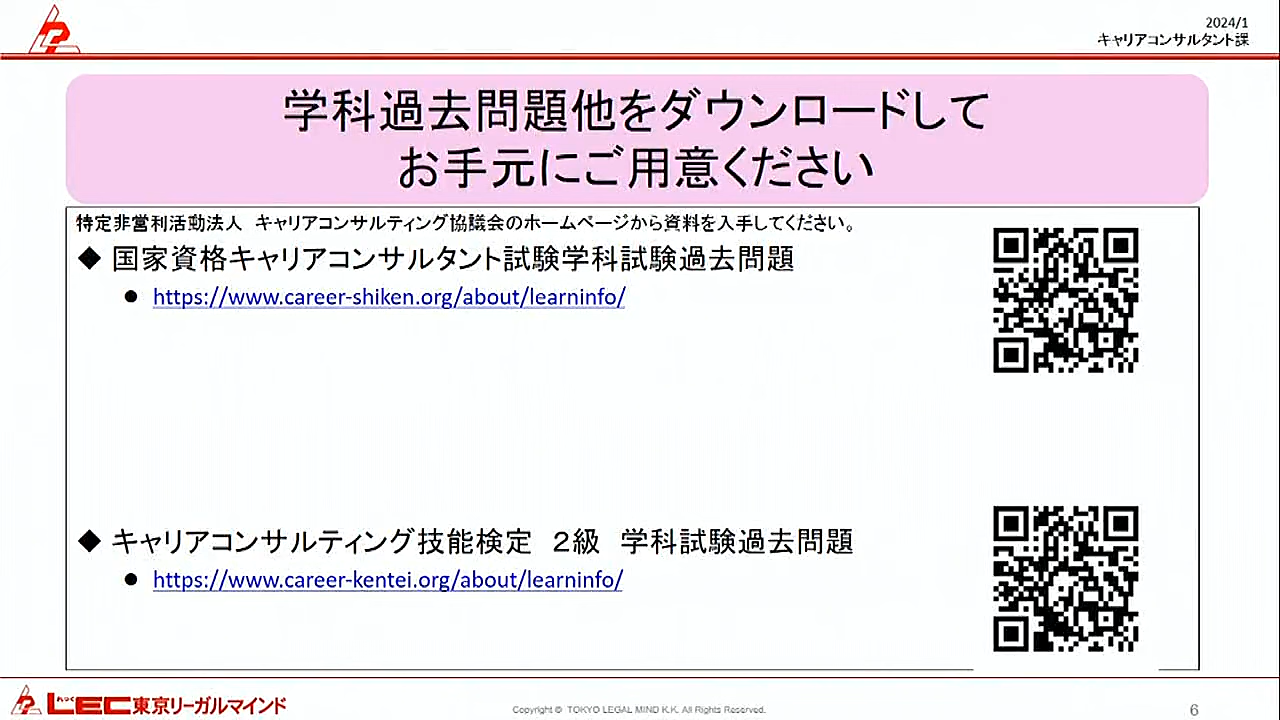 2024/1
キャリアコンサルタント課
学科過去問題他をダウンロードして
お手元にご用意ください
特定非営利活動法人　キャリアコンサルティング協議会のホームページから資料を入手してください。
◆ 国家資格キャリアコンサルタント試験学科試験過去問題
● https://www.career-shiken.org/about/learninfo/
◆ キャリアコンサルティング技能検定　２級　学科試験過去問題
● https://www.career-kentei.org/about/learninfo/
れっく LEC東京リーガルマインド
Copyright © TOKYO LEGAL MIND K.K. All Rights Reserved.
6